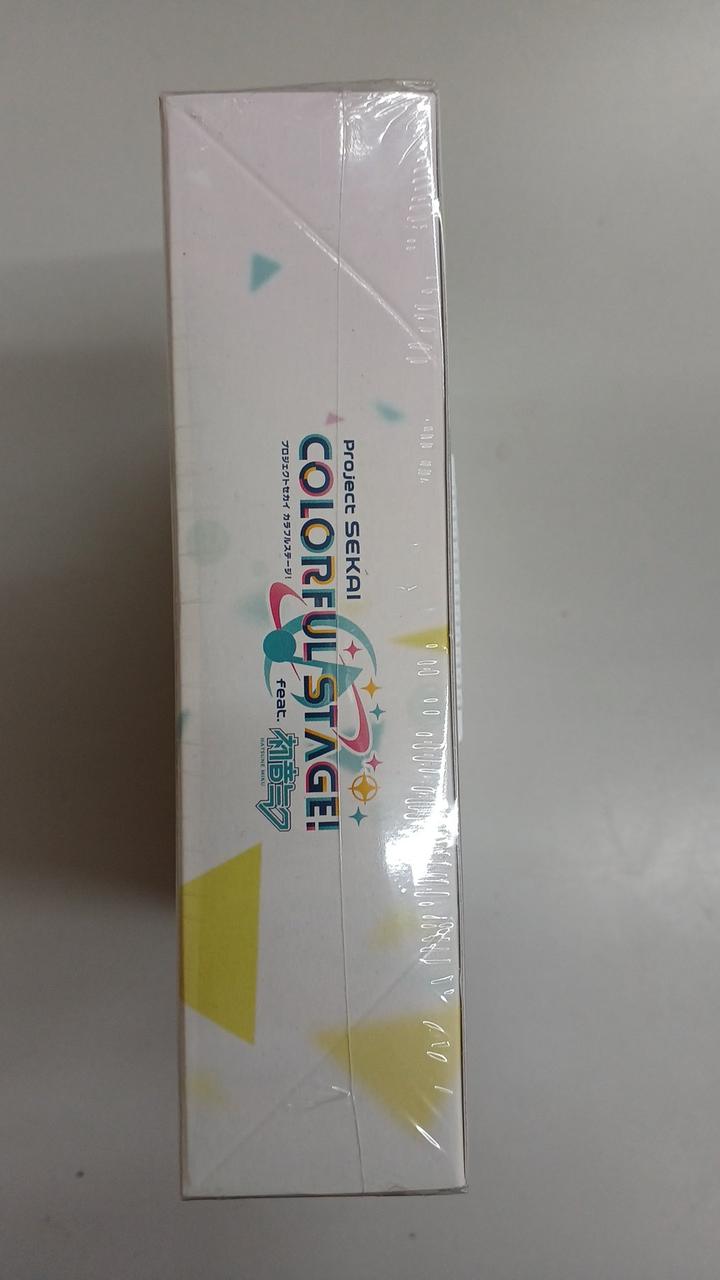 Project SEKAI
COLORFUL STAGE!
プロジェクトセカイ カラフルステージ!
feat. 初音ミク
HATSUNE MIKU